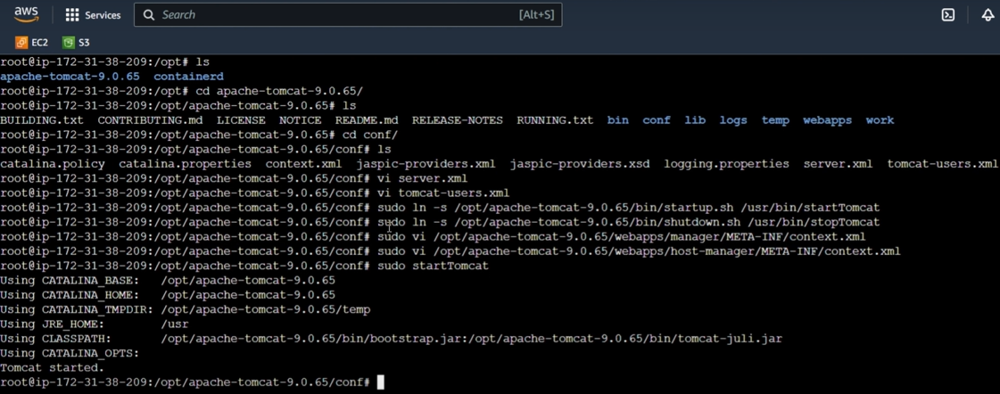 aws Services Search [Alt+S]
EC2 S3
root@ip-172-31-38-209:/opt# ls
apache-tomcat-9.0.65  containerd
root@ip-172-31-38-209:/opt# cd apache-tomcat-9.0.65/
root@ip-172-31-38-209:/opt/apache-tomcat-9.0.65# ls
BUILDING.txt  CONTRIBUTING.md  LICENSE  NOTICE  README.md  RELEASE-NOTES  RUNNING.txt  bin  conf  lib  logs  temp  webapps  work
root@ip-172-31-38-209:/opt/apache-tomcat-9.0.65# cd conf/
root@ip-172-31-38-209:/opt/apache-tomcat-9.0.65/conf# ls
catalina.policy  catalina.properties  context.xml  jaspic-providers.xml  jaspic-providers.xsd  logging.properties  server.xml  tomcat-users.xml
root@ip-172-31-38-209:/opt/apache-tomcat-9.0.65/conf# vi server.xml
root@ip-172-31-38-209:/opt/apache-tomcat-9.0.65/conf# vi tomcat-users.xml
root@ip-172-31-38-209:/opt/apache-tomcat-9.0.65/conf# sudo ln -s /opt/apache-tomcat-9.0.65/bin/startup.sh /usr/bin/startTomcat
root@ip-172-31-38-209:/opt/apache-tomcat-9.0.65/conf# sudo ln -s /opt/apache-tomcat-9.0.65/bin/shutdown.sh /usr/bin/stopTomcat
root@ip-172-31-38-209:/opt/apache-tomcat-9.0.65/conf# sudo vi /opt/apache-tomcat-9.0.65/webapps/manager/META-INF/context.xml
root@ip-172-31-38-209:/opt/apache-tomcat-9.0.65/conf# sudo vi /opt/apache-tomcat-9.0.65/webapps/host-manager/META-INF/context.xml
root@ip-172-31-38-209:/opt/apache-tomcat-9.0.65/conf# sudo startTomcat
Using CATALINA_BASE:   /opt/apache-tomcat-9.0.65
Using CATALINA_HOME:   /opt/apache-tomcat-9.0.65
Using CATALINA_TMPDIR: /opt/apache-tomcat-9.0.65/temp
Using JRE_HOME:        /usr
Using CLASSPATH:       /opt/apache-tomcat-9.0.65/bin/bootstrap.jar:/opt/apache-tomcat-9.0.65/bin/tomcat-juli.jar
Using CATALINA_OPTS:
Tomcat started.
root@ip-172-31-38-209:/opt/apache-tomcat-9.0.65/conf#